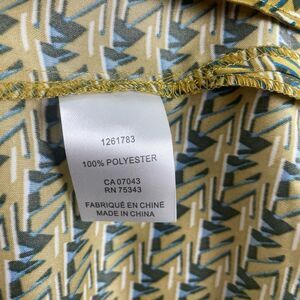 1261783
100% POLYESTER
CA 07043
RN 75343
FABRIQUÉ EN CHINE
MADE IN CHINA